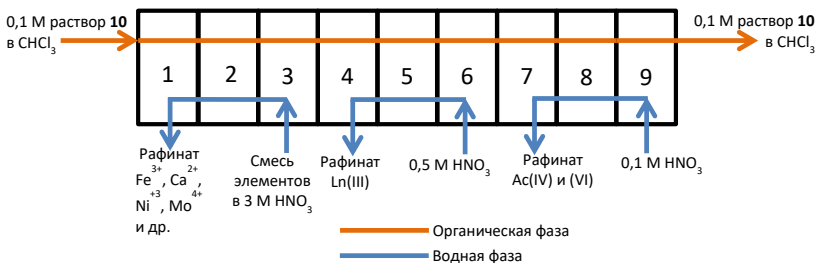 0,1 М раствор 10
в CHCl3
0,1 М раствор 10
в CHCl3
1 2 3 4 5 6 7 8 9
Рафинат
Fe3+, Ca2+,
Ni+3, Mo4+
и др.
Смесь
элементов
в 3 М HNO3
Рафинат
Ln(III)
0,5 М HNO3
Рафинат
Ac(IV) и (VI)
0,1 М HNO3
Органическая фаза
Водная фаза